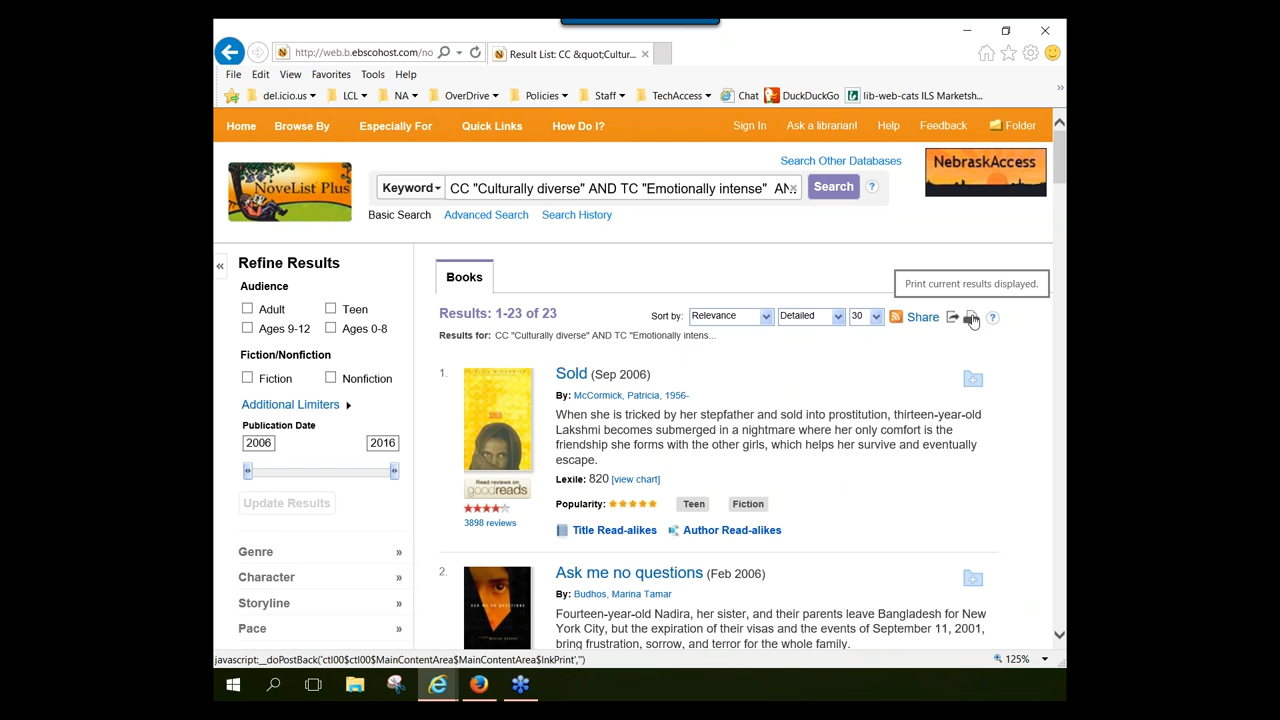 http://web.b.ebscohost.com/no
Result List: CC &quot;Cultur...
File Edit View Favorites Tools Help
del.icio.us LCL NA OverDrive Policies Staff TechAccess Chat DuckDuckGo lib-web-cats ILS Marketsh...
Home Browse By Especially For Quick Links How Do I? Sign In Ask a librarian! Help Feedback Folder
Search Other Databases
NoveList Plus
Keyword CC "Culturally diverse" AND TC "Emotionally intense" AN.. Search ?
NebraskAccess
Basic Search Advanced Search Search History
Refine Results
Audience
Adult Teen
Ages 9-12 Ages 0-8
Fiction/Nonfiction
Fiction Nonfiction
Additional Limiters
Publication Date
2006 2016
Update Results
Genre »
Character »
Storyline »
Pace »
Books
Print current results displayed.
Results: 1-23 of 23 Sort by: Relevance Detailed 30 Share ?
Results for: CC "Culturally diverse" AND TC "Emotionally intens...
1. Sold (Sep 2006)
SOLD
By: McCormick, Patricia, 1956-
When she is tricked by her stepfather and sold into prostitution, thirteen-year-old
Lakshmi becomes submerged in a nightmare where her only comfort is the
friendship she forms with the other girls, which helps her survive and eventually
escape.
Lexile: 820 [view chart]
Read reviews on
goodreads
3898 reviews
Popularity: Teen Fiction
Title Read-alikes Author Read-alikes
2. Ask me no questions (Feb 2006)
ASK ME NO QUESTIONS
By: Budhos, Marina Tamar
Fourteen-year-old Nadira, her sister, and their parents leave Bangladesh for New
York City, but the expiration of their visas and the events of September 11, 2001,
bring frustration, sorrow, and terror for the whole family.
javascript:__doPostBack('ctl00$ctl00$MainContentArea$MainContentArea$lnkPrint','')
125%